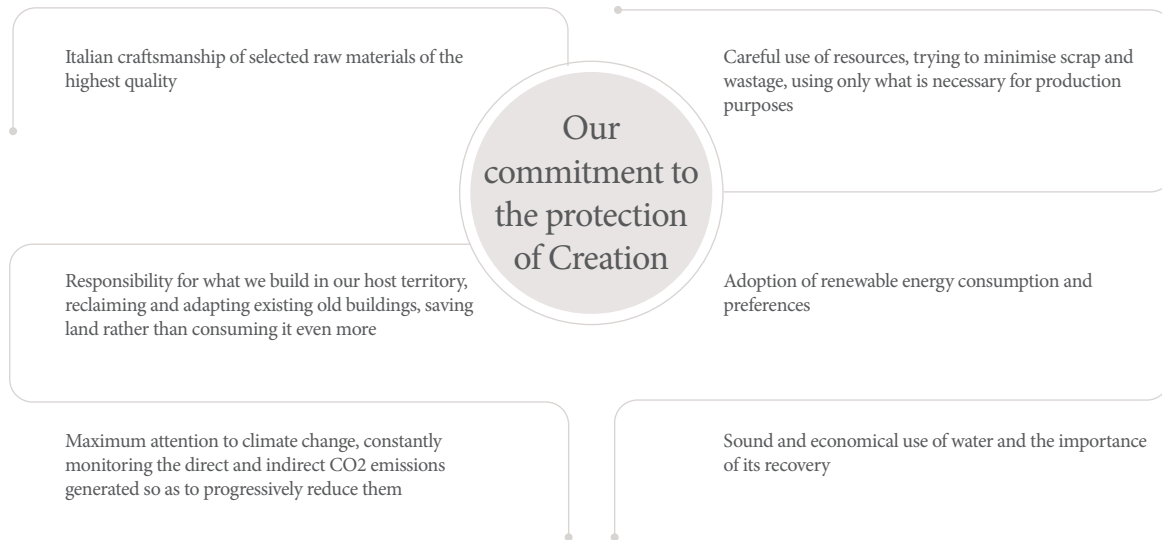 Italian craftsmanship of selected raw materials of the
highest quality
Careful use of resources, trying to minimise scrap and
wastage, using only what is necessary for production
purposes
Our
commitment to
the protection
of Creation
Responsibility for what we build in our host territory,
reclaiming and adapting existing old buildings, saving
land rather than consuming it even more
Adoption of renewable energy consumption and
preferences
Maximum attention to climate change, constantly
monitoring the direct and indirect CO2 emissions
generated so as to progressively reduce them
Sound and economical use of water and the importance
of its recovery